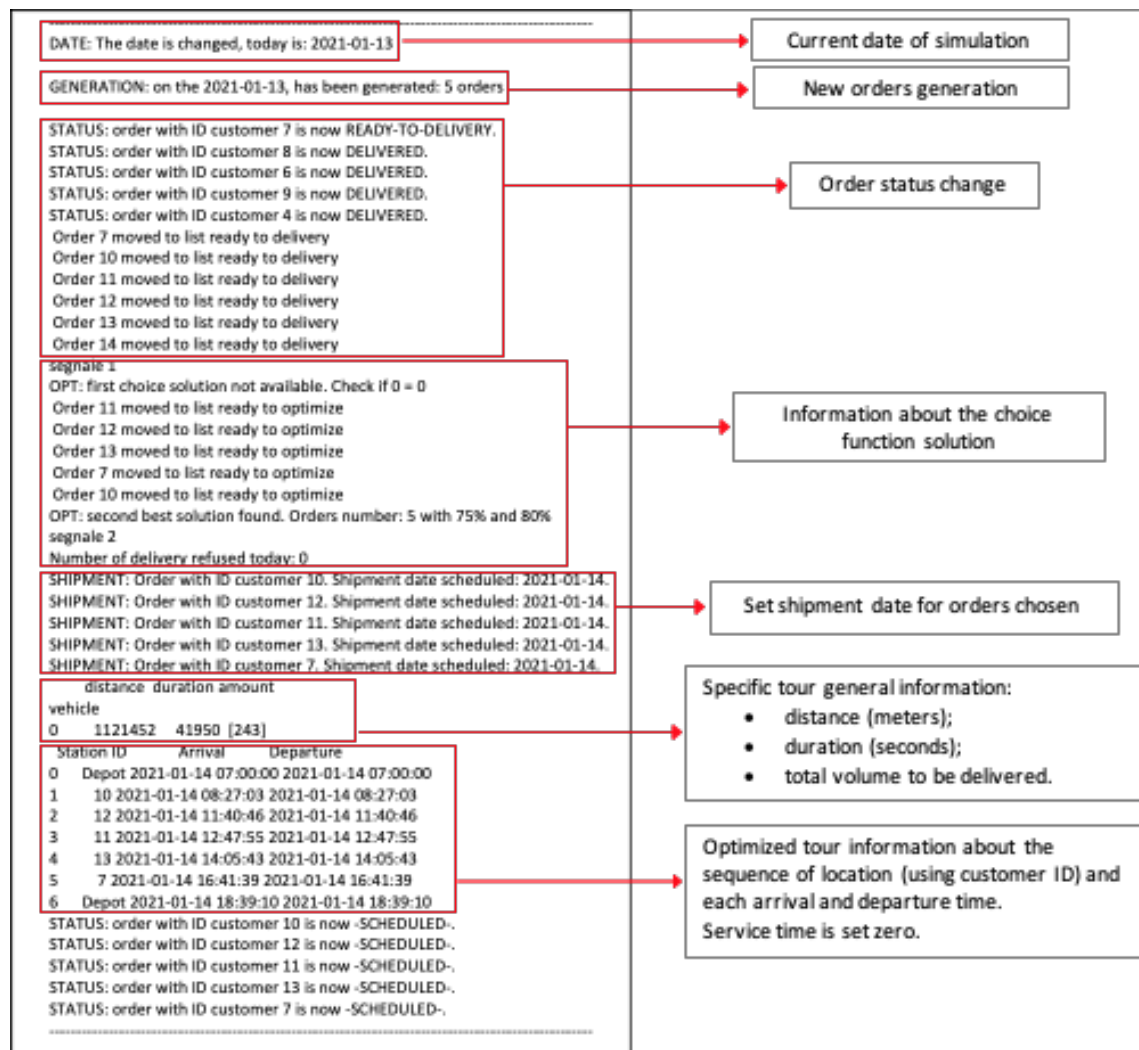 DATE: The date is changed, today is: 2021-01-13
Current date of simulation
GENERATION: on the 2021-01-13, has been generated: 5 orders
New orders generation
STATUS: order with ID customer 7 is now READY-TO-DELIVERY.
STATUS: order with ID customer 8 is now DELIVERED.
STATUS: order with ID customer 6 is now DELIVERED.
STATUS: order with ID customer 9 is now DELIVERED.
STATUS: order with ID customer 4 is now DELIVERED.
Order 7 moved to list ready to delivery
Order 10 moved to list ready to delivery
Order 11 moved to list ready to delivery
Order 12 moved to list ready to delivery
Order 13 moved to list ready to delivery
Order 14 moved to list ready to delivery
Order status change
segnale 1
OPT: first choice solution not available. Check if 0 = 0
Order 11 moved to list ready to optimize
Order 12 moved to list ready to optimize
Order 13 moved to list ready to optimize
Order 7 moved to list ready to optimize
Order 10 moved to list ready to optimize
OPT: second best solution found. Orders number: 5 with 75% and 80%
segnale 2
Number of delivery refused today: 0
Information about the choice
function solution
SHIPMENT: Order with ID customer 10. Shipment date scheduled: 2021-01-14.
SHIPMENT: Order with ID customer 12. Shipment date scheduled: 2021-01-14.
SHIPMENT: Order with ID customer 11. Shipment date scheduled: 2021-01-14.
SHIPMENT: Order with ID customer 13. Shipment date scheduled: 2021-01-14.
SHIPMENT: Order with ID customer 7. Shipment date scheduled: 2021-01-14.
Set shipment date for orders chosen
distance duration amount
vehicle
0 1121452 41950 [243]
Specific tour general information:
• distance (meters);
• duration (seconds);
• total volume to be delivered.
Station ID Arrival Departure
0 Depot 2021-01-14 07:00:00 2021-01-14 07:00:00
1 10 2021-01-14 08:27:03 2021-01-14 08:27:03
2 12 2021-01-14 11:40:46 2021-01-14 11:40:46
3 11 2021-01-14 12:47:55 2021-01-14 12:47:55
4 13 2021-01-14 14:05:43 2021-01-14 14:05:43
5 7 2021-01-14 16:41:39 2021-01-14 16:41:39
6 Depot 2021-01-14 18:39:10 2021-01-14 18:39:10
Optimized tour information about the
sequence of location (using customer ID) and
each arrival and departure time.
Service time is set zero.
STATUS: order with ID customer 10 is now -SCHEDULED-.
STATUS: order with ID customer 12 is now -SCHEDULED-.
STATUS: order with ID customer 11 is now -SCHEDULED-.
STATUS: order with ID customer 13 is now -SCHEDULED-.
STATUS: order with ID customer 7 is now -SCHEDULED-.